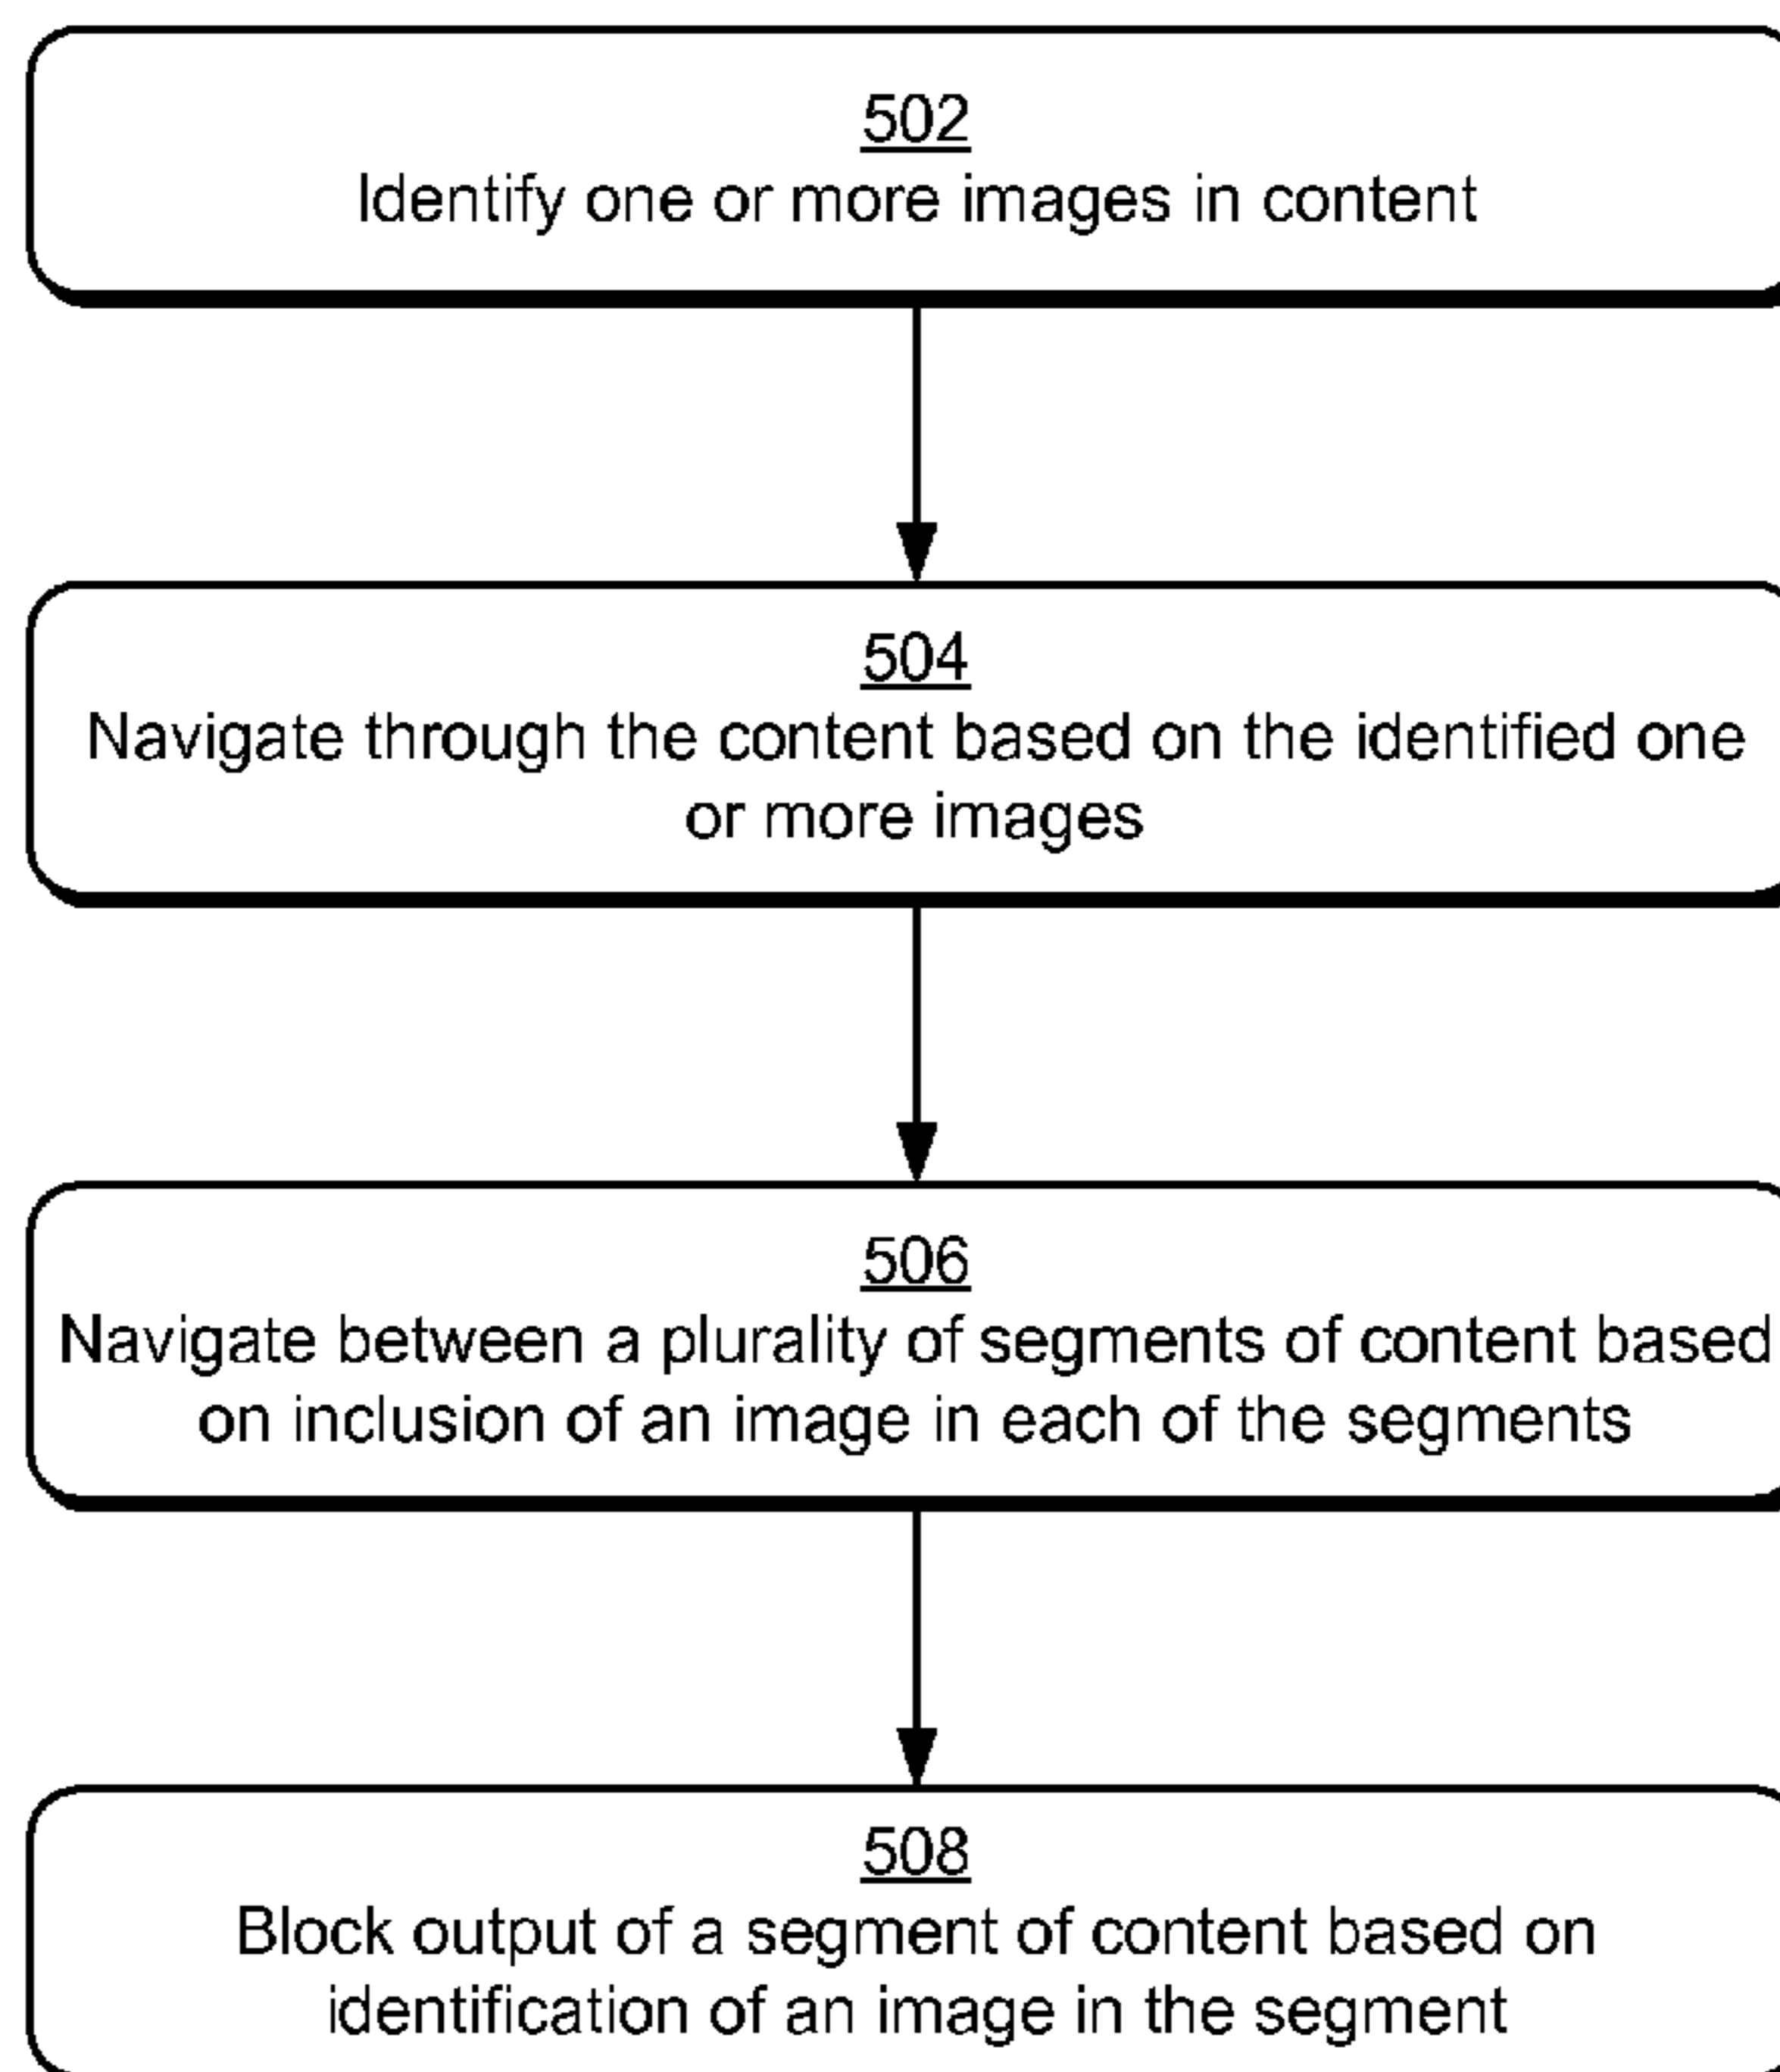 502
Identify one or more images in content
504
Navigate through the content based on the identified one
or more images
506
Navigate between a plurality of segments of content based
on inclusion of an image in each of the segments
508
Block output of a segment of content based on
identification of an image in the segment